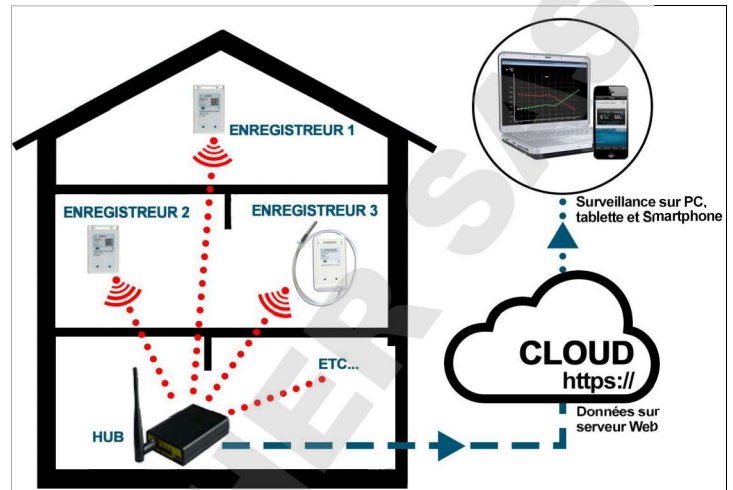 ENREGISTREUR 1
ENREGISTREUR 2
ENREGISTREUR 3
ETC...
HUB
Surveillance sur PC,
tablette et Smartphone
CLOUD
https://
Données sur
serveur Web